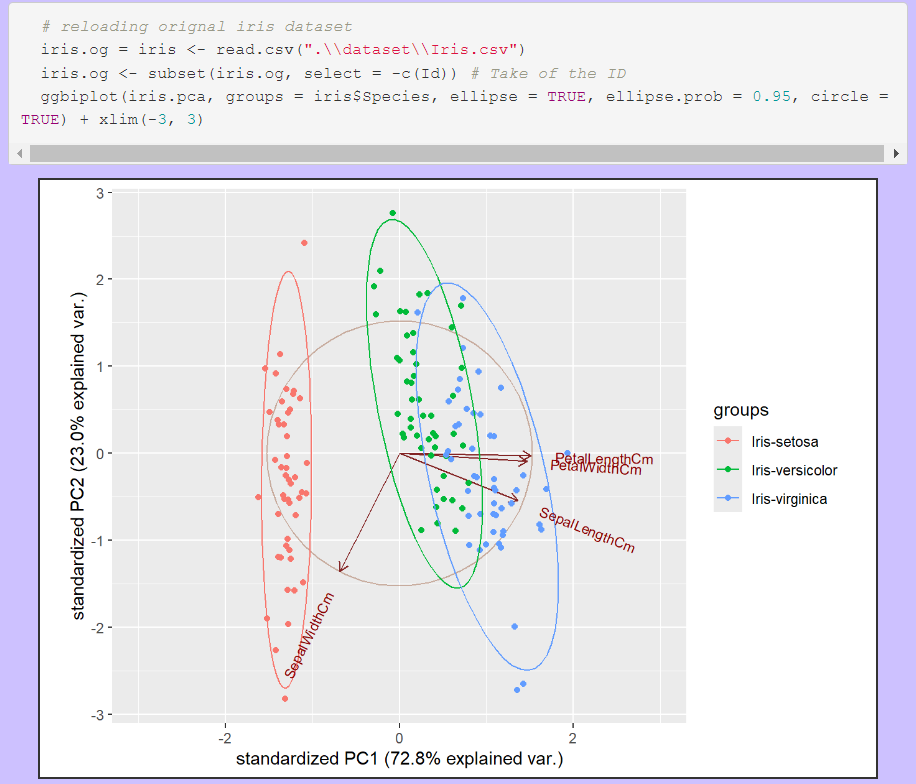 # reloading orignal iris dataset
iris.og = iris <- read.csv(".\\dataset\\Iris.csv")
iris.og <- subset(iris.og, select = -c(Id)) # Take of the ID
ggbiplot(iris.pca, groups = iris$Species, ellipse = TRUE, ellipse.prob = 0.95, circle =
TRUE) + xlim(-3, 3)
3
2
1
0
-1
-2
-3
standardized PC2 (23.0% explained var.)
PetalLengthCm
PetalWidthCm
SepalLengthCm
SepalWidthCm
-2
0
2
standardized PC1 (72.8% explained var.)
groups
Iris-setosa
Iris-versicolor
Iris-virginica